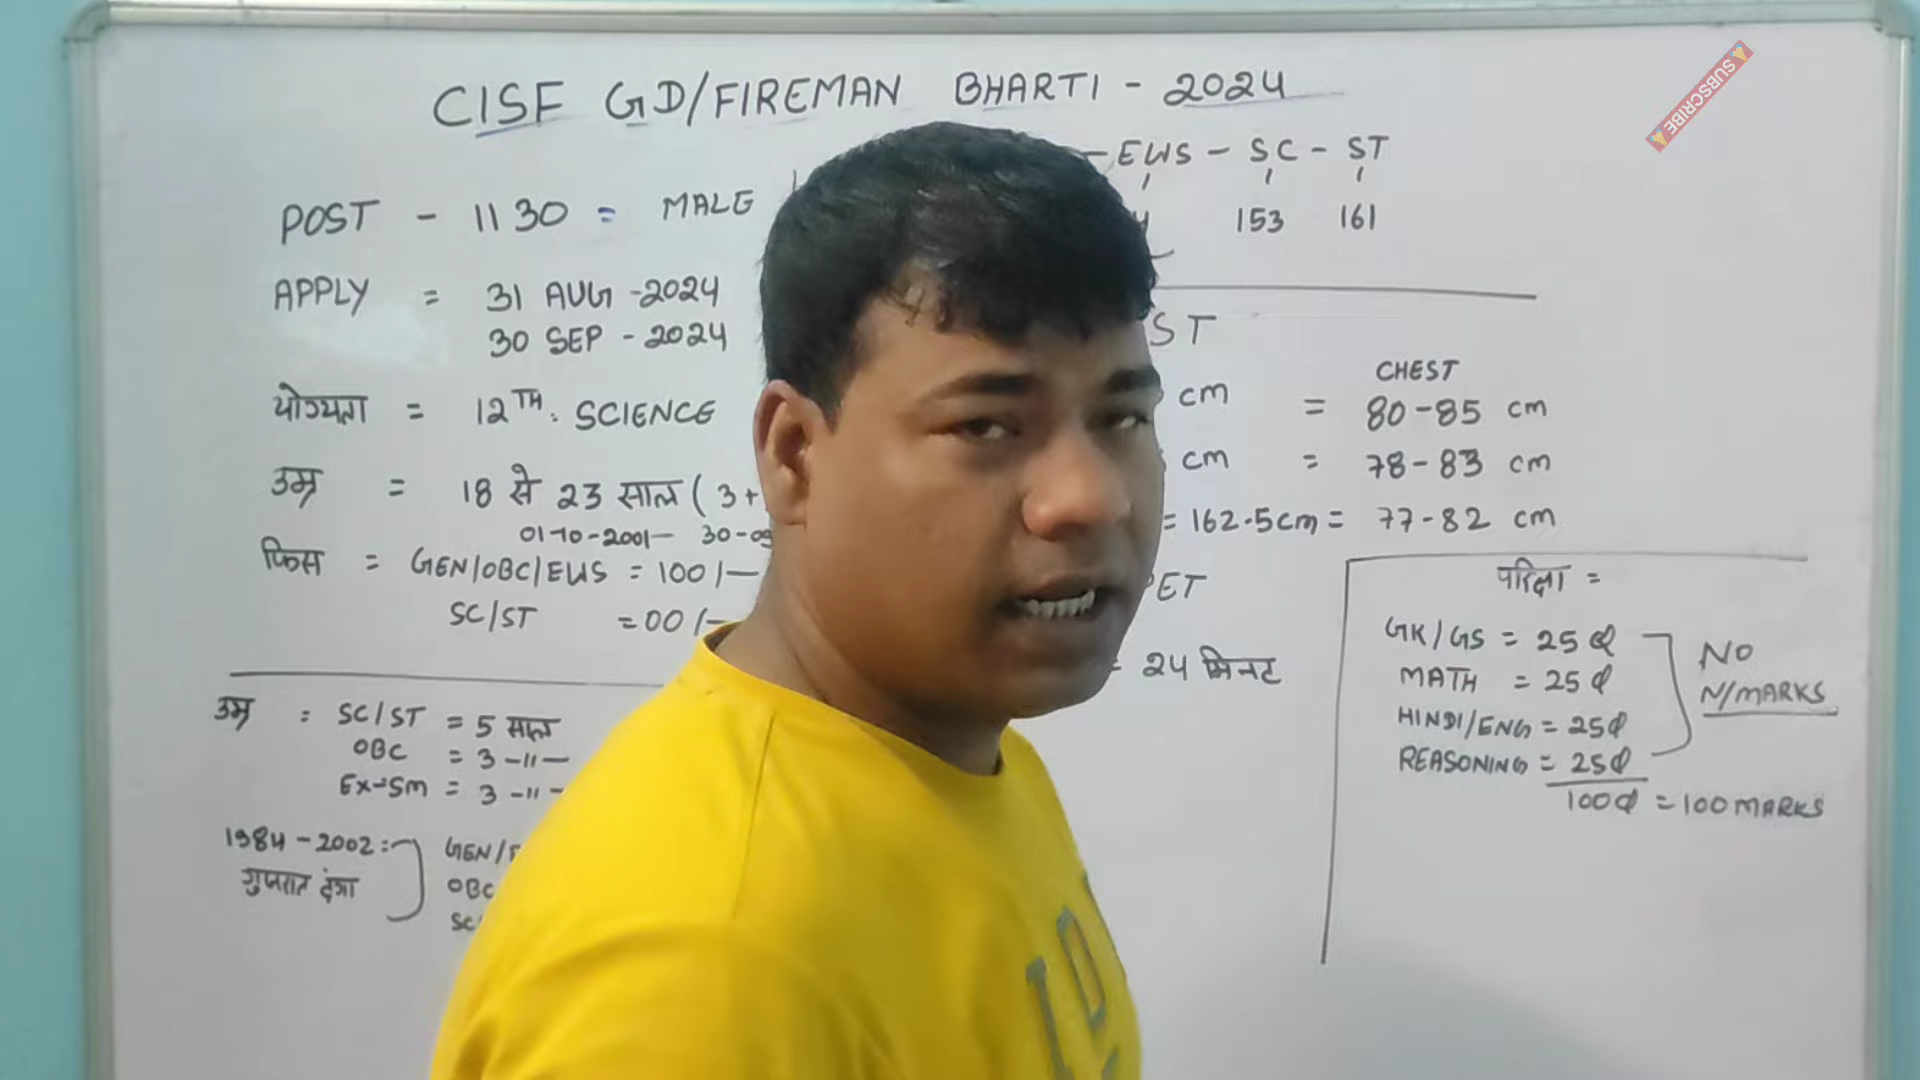 CISF GD/FIREMAN BHARTI - 2024
SUBSCRIBE
- EWS - SC - ST
153 161
POST - 1130 = MALE
APPLY = 31 AUG -2024
30 SEP - 2024
योग्यता = 12TH. SCIENCE
उम्र = 18 से 23 साल ( 3+
01-10-2001- 30-09
फिस = GEN/OBC/EWS = 100/-
SC/ST = 00/-
उम्र : SC/ST = 5 साल
OBC = 3 -11-
Ex-Sm = 3 -11-
1984 - 2002 :-
गुजरात दंगा
GEN/
OBC
SC
ST
CHEST
cm = 80-85 cm
cm = 78-83 cm
= 162.5cm = 77-82 cm
PET
= 24 मिनट
परिक्षा =
GK/GS = 25 Q
MATH = 25 Q
HINDI/ENG = 25Q
REASONING = 25Q
100Q = 100 MARKS
NO
N/MARKS